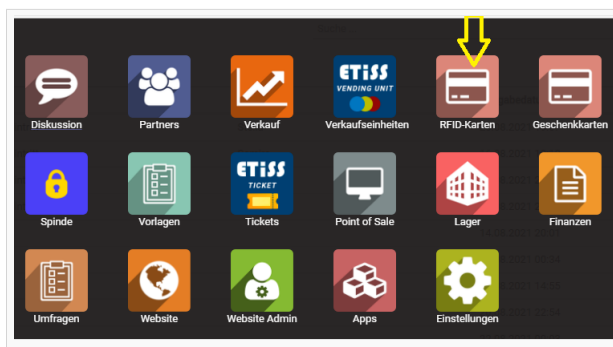 ETISS
VENDING UNIT
Diskussion
Partners
Verkauf
Verkaufseinheiten
RFID-Karten
Geschenkkarten
ETISS
TICKET
Spinde
Vorlagen
Tickets
Point of Sale
Lager
Finanzen
Umfragen
Website
Website Admin
Apps
Einstellungen